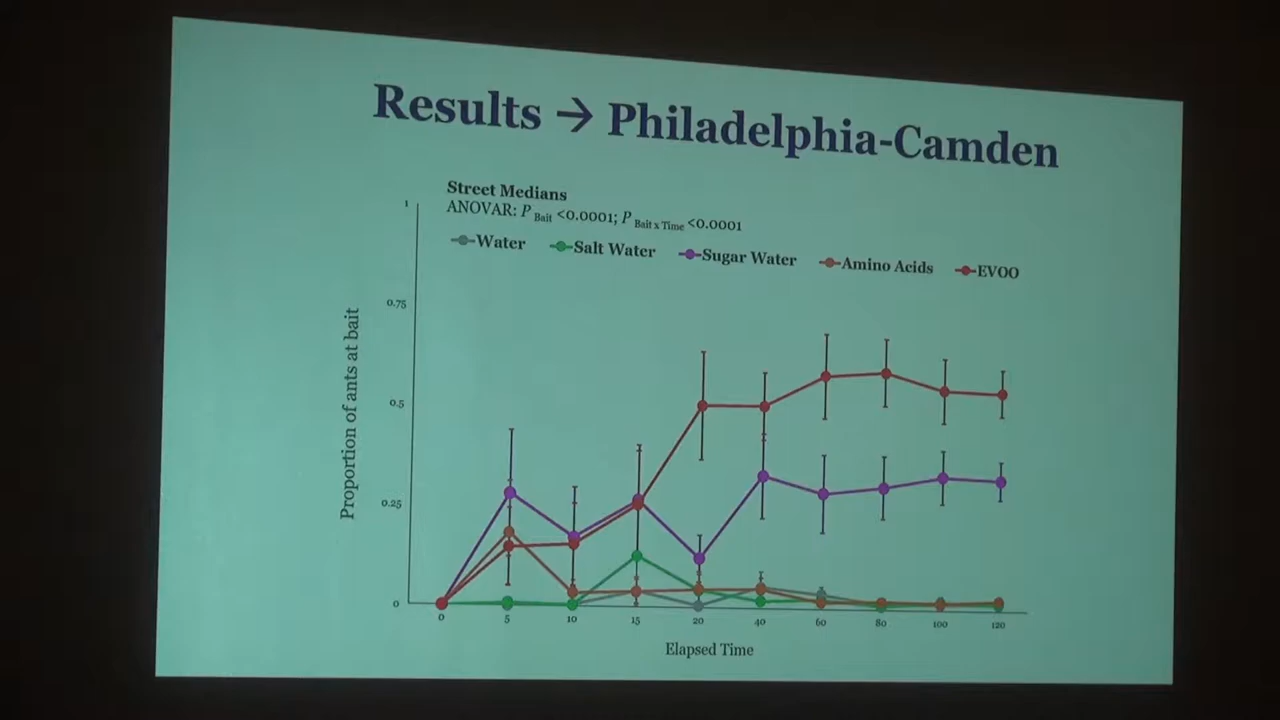 Results → Philadelphia-Camden
Street Medians
ANOVAR: P Bait <0.0001; P Bait x Time <0.0001
Water Salt Water Sugar Water Amino Acids EVOO
1
0.75
0.5
0.25
0
Proportion of ants at bait
0 5 10 15 20 40 60 80 100 120
Elapsed Time